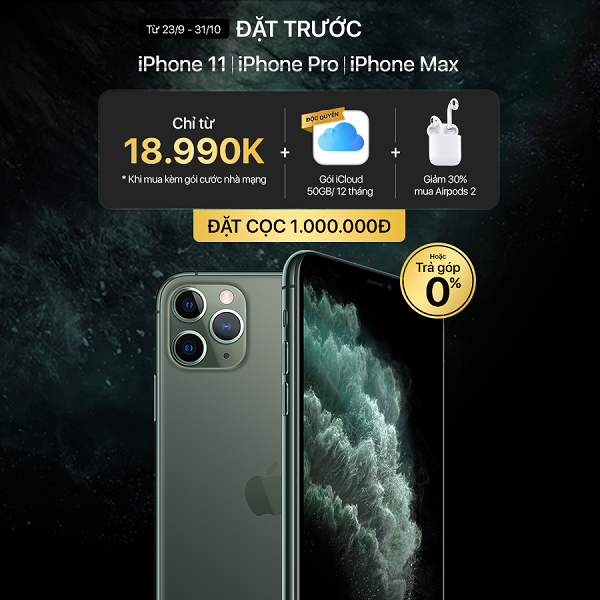 Từ 23/9 - 31/10 ĐẶT TRƯỚC
iPhone 11 | iPhone Pro | iPhone Max
Chỉ từ
18.990K
* Khi mua kèm gói cước nhà mạng
+
ĐỘC QUYỀN
Gói iCloud
50GB/ 12 tháng
+
Giảm 30%
mua Airpods 2
ĐẶT CỌC 1.000.000Đ
Hoặc
Trả góp
0%